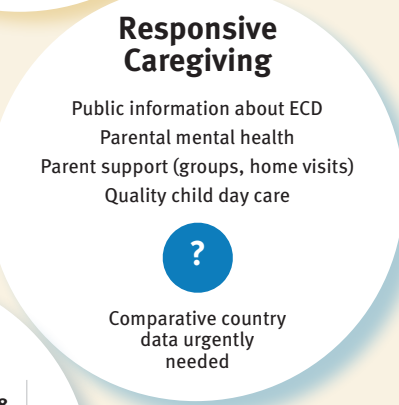 Responsive
Caregiving
Public information about ECD
Parental mental health
Parent support (groups, home visits)
Quality child day care
?
Comparative country
data urgently
needed
8